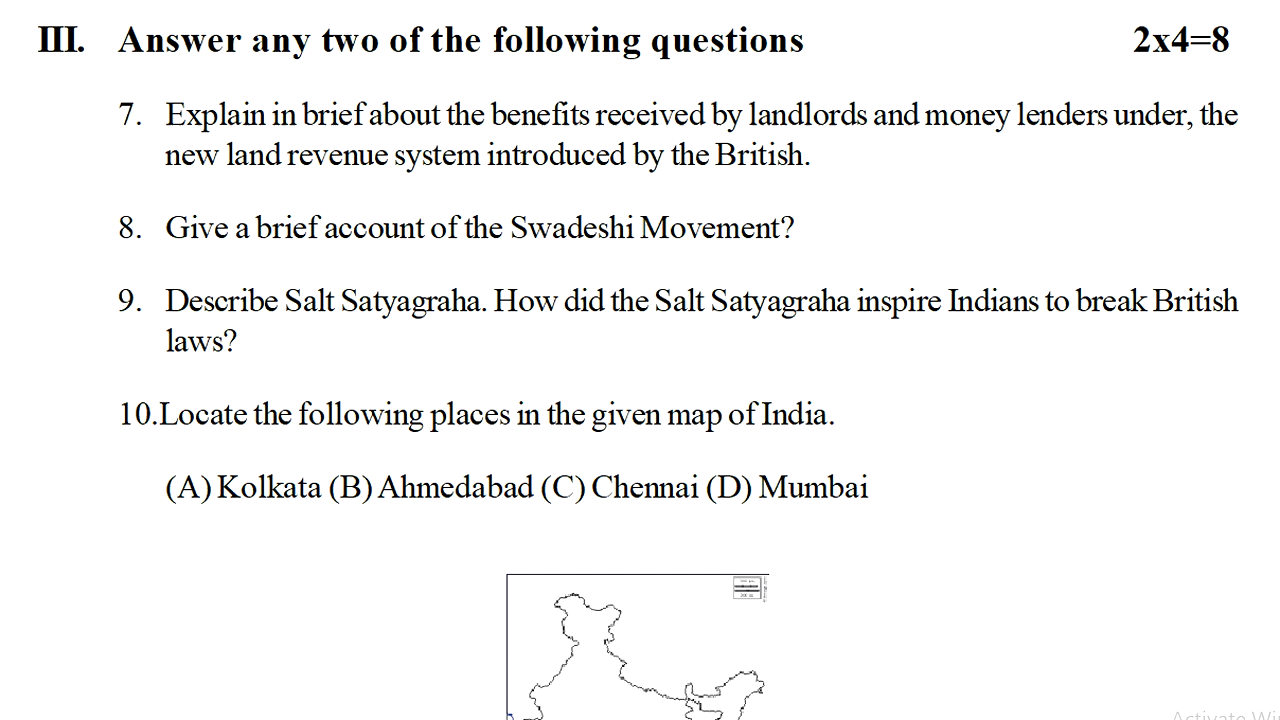 III. Answer any two of the following questions 2x4=8
7. Explain in brief about the benefits received by landlords and money lenders under, the
new land revenue system introduced by the British.
8. Give a brief account of the Swadeshi Movement?
9. Describe Salt Satyagraha. How did the Salt Satyagraha inspire Indians to break British
laws?
10.Locate the following places in the given map of India.
(A) Kolkata (B) Ahmedabad (C) Chennai (D) Mumbai